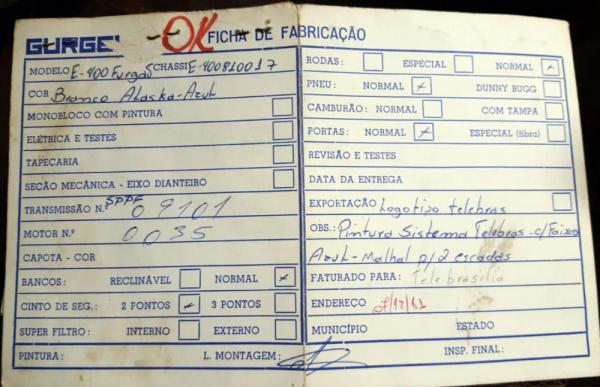 GURGEL - OK FICHA DE FABRICAÇÃO
MODELO E-400 Furgão CHASSI E-400810017
COR Branco Alaska-Azul
MONOBLOCO COM PINTURA
ELÉTRICA E TESTES
TAPEÇARIA
SEÇÃO MECÂNICA - EIXO DIANTEIRO
TRANSMISSÃO N.º SPPF 09101
MOTOR N.º 0035
CAPOTA - COR
BANCOS: RECLINÁVEL NORMAL
CINTO DE SEG.: 2 PONTOS 3 PONTOS
SUPER FILTRO: INTERNO EXTERNO
PINTURA: L. MONTAGEM:
RODAS: ESPECIAL NORMAL
PNEU: NORMAL DUNNY BUGG
CAMBURÃO: NORMAL COM TAMPA
PORTAS: NORMAL ESPECIAL (fibra)
REVISÃO E TESTES
DATA DA ENTREGA
EXPORTAÇÃO Logotipo telebras
OBS.: Pintura Sistema Telebras c/Faixas
Azul - Malhal p/2 escadas
FATURADO PARA: Telebrasilia
ENDEREÇO
MUNICÍPIO ESTADO
INSP. FINAL: